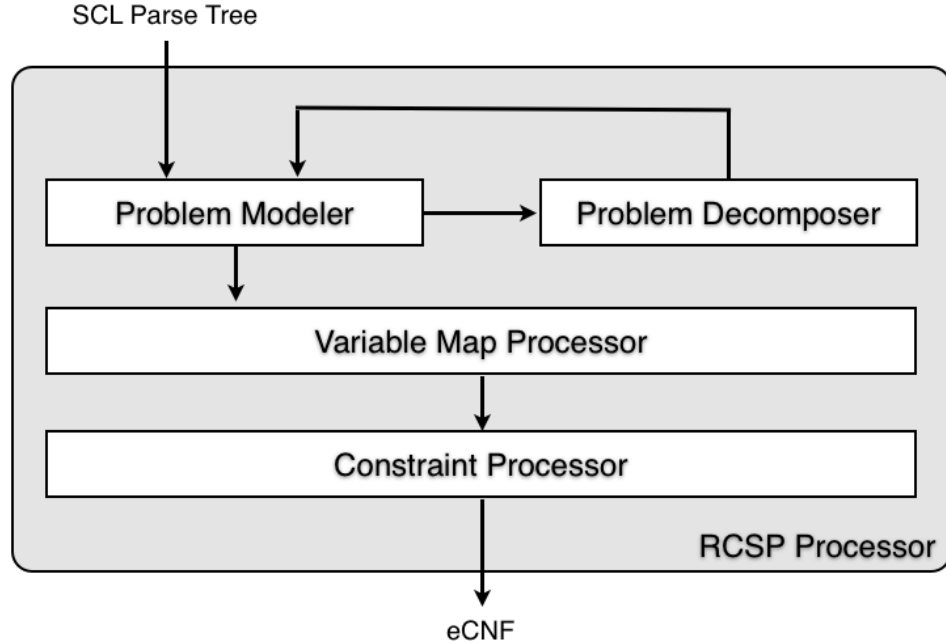 SCL Parse Tree
Problem Modeler
Problem Decomposer
Variable Map Processor
Constraint Processor
RCSP Processor
eCNF